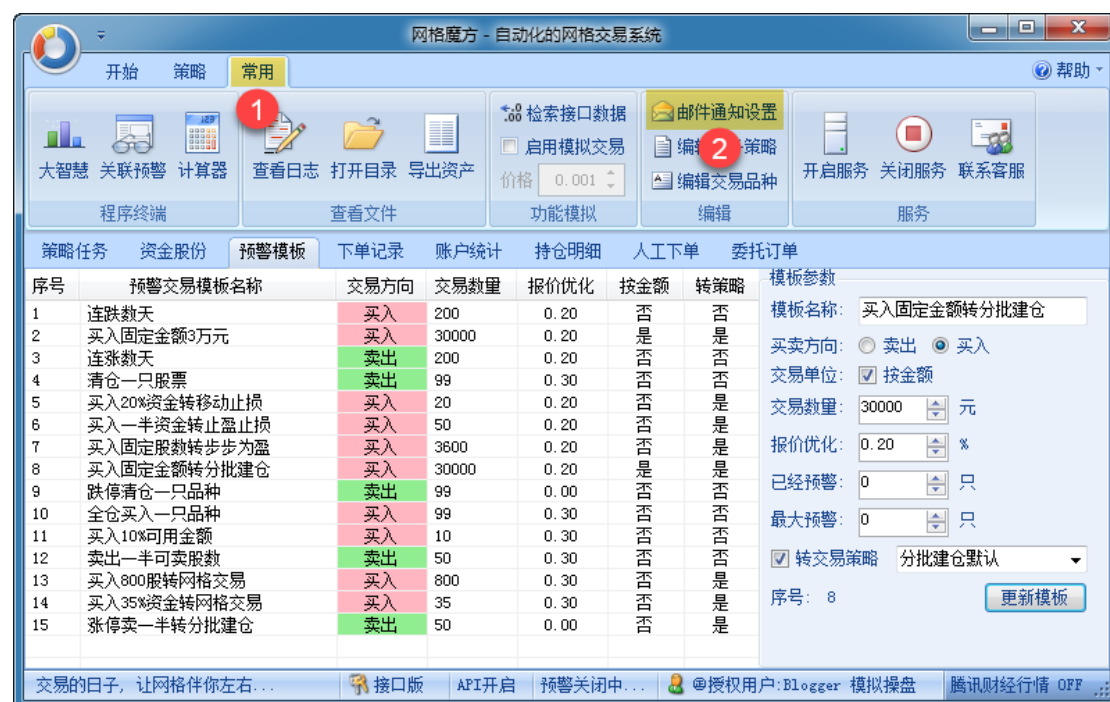 网格魔方 - 自动化的网格交易系统
开始 策略 常用 帮助
1
大智慧 关联预警 计算器 查看日志 打开目录 导出资产
检索接口数据
启用模拟交易
价格 0.001
邮件通知设置
2
策略
编辑交易品种
开启服务 关闭服务 联系客服
程序终端 查看文件 功能模拟 编辑 服务
策略任务 资金股份 预警模板 下单记录 账户统计 持仓明细 人工下单 委托订单
序号 预警交易模板名称 交易方向 交易数量 报价优化 按金额 转策略
1 连跌数天 买入 200 0.20 否 否
2 买入固定金额3万元 买入 30000 0.20 是 是
3 连涨数天 卖出 200 0.20 否 否
4 清仓一只股票 卖出 99 0.30 否 否
5 买入20%资金转移动止损 买入 20 0.20 否 是
6 买入一半资金转止盈止损 买入 50 0.20 否 是
7 买入固定股数转步步为盈 买入 3600 0.20 否 是
8 买入固定金额转分批建仓 买入 30000 0.20 是 是
9 跌停清仓一只品种 卖出 99 0.00 否 否
10 全仓买入一只品种 买入 99 0.30 否 否
11 买入10%可用金额 买入 10 0.30 否 否
12 卖出一半可卖股数 卖出 50 0.30 否 否
13 买入800股转网格交易 买入 800 0.30 否 是
14 买入35%资金转网格交易 买入 35 0.30 否 是
15 涨停卖一半转分批建仓 卖出 50 0.00 否 是
模板参数
模板名称: 买入固定金额转分批建仓
买卖方向: 卖出 买入
交易单位: 按金额
交易数量: 30000 元
报价优化: 0.20 %
已经预警: 0 只
最大预警: 0 只
转交易策略 分批建仓默认
序号: 8 更新模板
交易的日子, 让网格伴你左右... 接口版 API开启 预警关闭中... @授权用户:Blogger 模拟操盘 腾讯财经行情 OFF